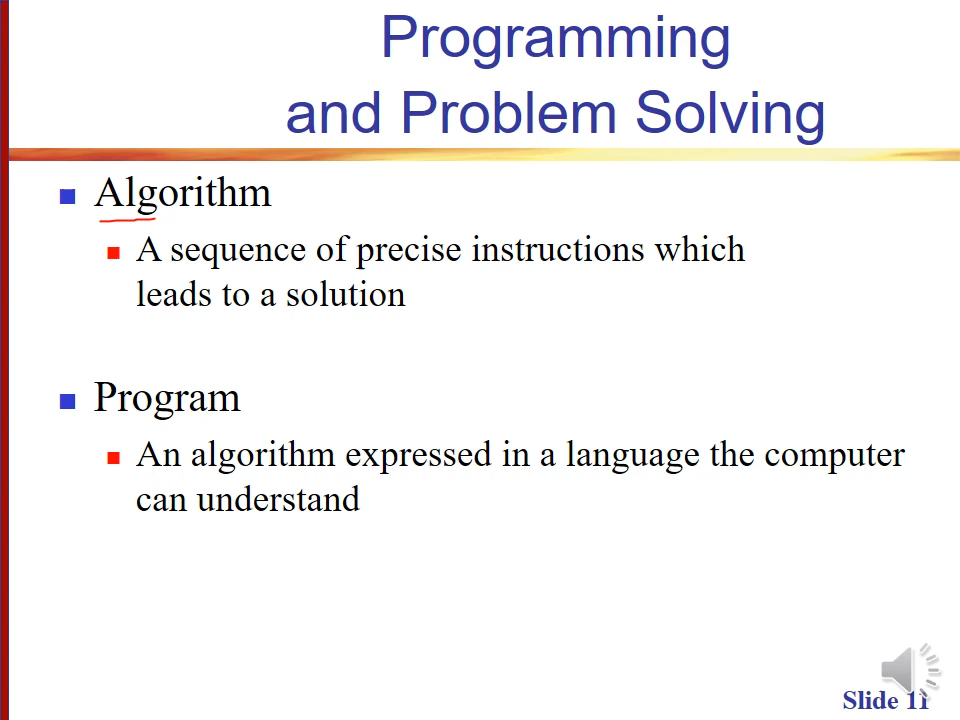 Programming
and Problem Solving
Algorithm
A sequence of precise instructions which
leads to a solution
Program
An algorithm expressed in a language the computer
can understand
Slide 11